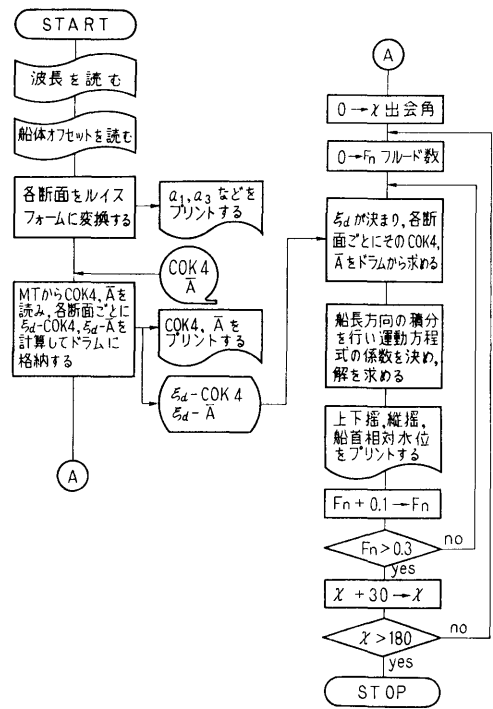 START
波長を読む
船体オフセットを読む
各断面をルイス
フォームに変換する
a₁,a₃などを
プリントする
COK4
Ā
MTからCOK4, Āを
読み,各断面ごとに
ξd-COK4,ξd-Āを
計算してドラムに
格納する
COK4, Āを
プリントする
ξd-COK4
ξd-Ā
A
A
0→χ出会角
0→Fnフルード数
ξdが決まり,各断
面ごとにそのCOK4,
Āをドラムから求める
船長方向の積分
を行い運動方程
式の係数を決め,
解を求める
上下揺,縦揺,
船首相対水位
をプリントする
Fn+0.1→Fn
Fn>0.3
no
yes
χ+30→χ
χ>180
no
yes
STOP